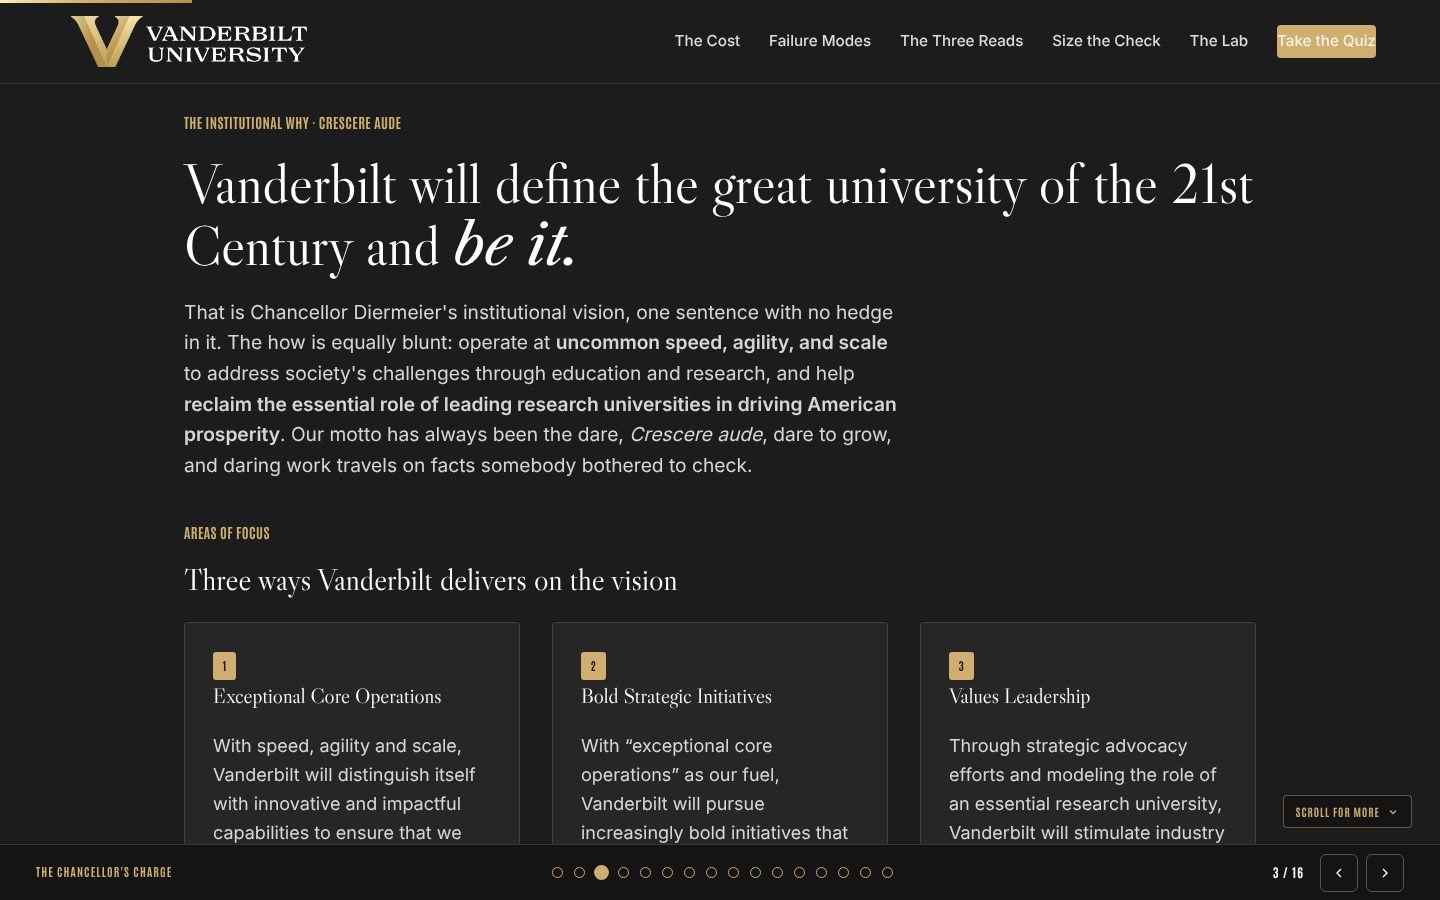 VANDERBILT
UNIVERSITY
The Cost
Failure Modes
The Three Reads
Size the Check
The Lab
Take the Quiz
THE INSTITUTIONAL WHY · CRESCERE AUDE
Vanderbilt will define the great university of the 21st
Century and be it.
That is Chancellor Diermeier's institutional vision, one sentence with no hedge
in it. The how is equally blunt: operate at uncommon speed, agility, and scale
to address society's challenges through education and research, and help
reclaim the essential role of leading research universities in driving American
prosperity. Our motto has always been the dare, Crescere aude, dare to grow,
and daring work travels on facts somebody bothered to check.
AREAS OF FOCUS
Three ways Vanderbilt delivers on the vision
1
Exceptional Core Operations
With speed, agility and scale,
Vanderbilt will distinguish itself
with innovative and impactful
capabilities to ensure that we
2
Bold Strategic Initiatives
With “exceptional core
operations” as our fuel,
Vanderbilt will pursue
increasingly bold initiatives that
3
Values Leadership
Through strategic advocacy
efforts and modeling the role of
an essential research university,
Vanderbilt will stimulate industry
SCROLL FOR MORE
THE CHANCELLOR'S CHARGE
3 / 16